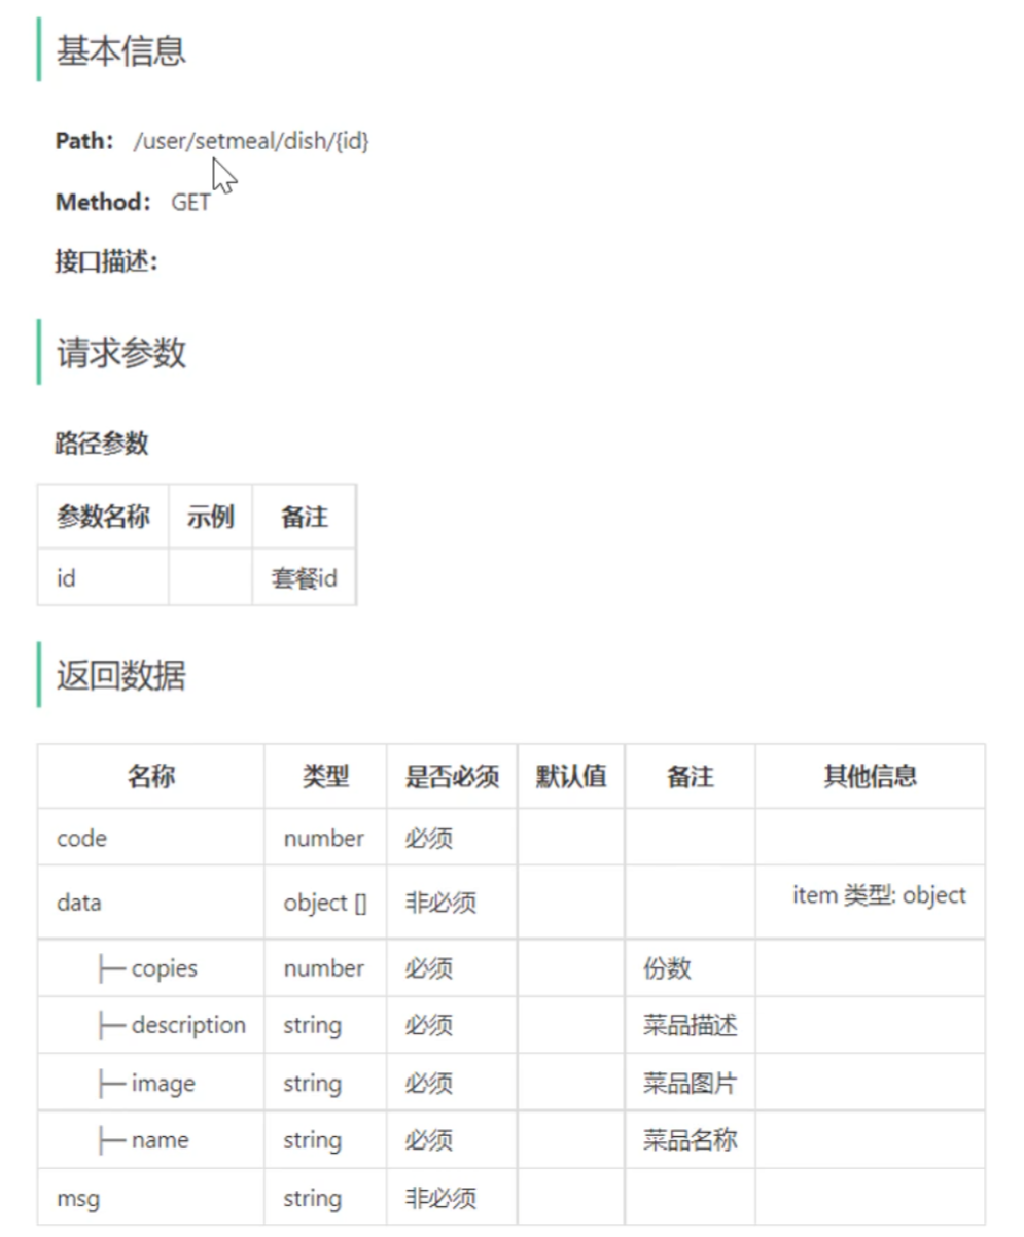 基本信息
Path： /user/setmeal/dish/{id}
Method： GET
接口描述：
请求参数
路径参数
参数名称 示例 备注
id 套餐id
返回数据
名称 类型 是否必须 默认值 备注 其他信息
code number 必须
data object [] 非必须 item 类型: object
├─ copies number 必须 份数
├─ description string 必须 菜品描述
├─ image string 必须 菜品图片
├─ name string 必须 菜品名称
msg string 非必须